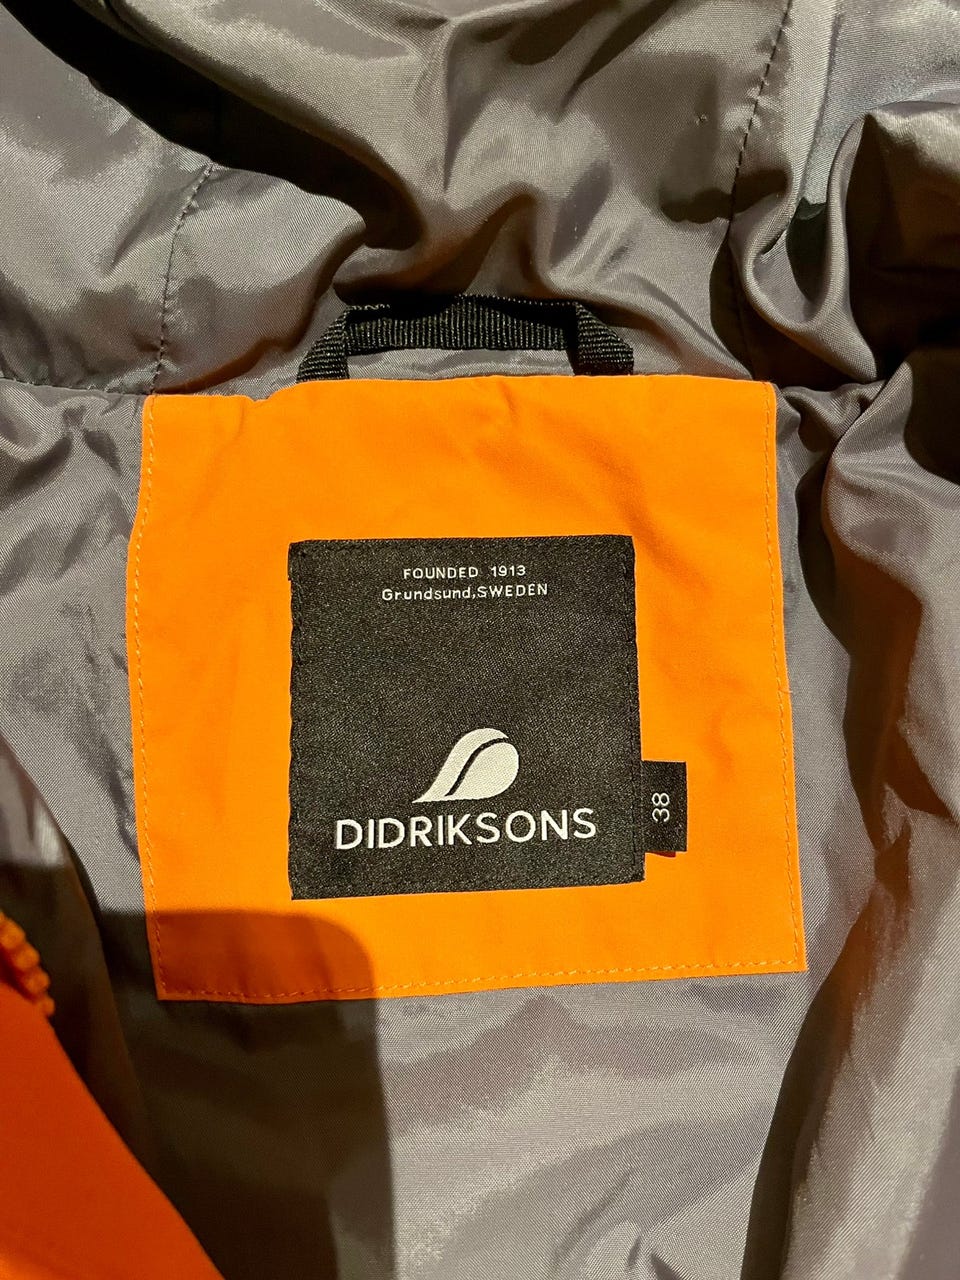 FOUNDED 1913
Grundsund,SWEDEN
DIDRIKSONS
38